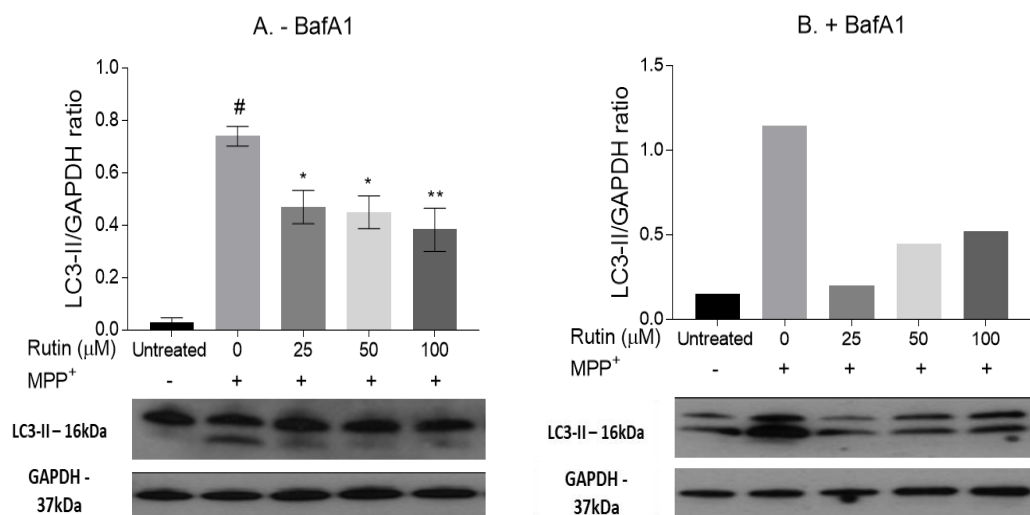 A. - BafA1
LC3-II/GAPDH ratio
1.0
0.8
0.6
0.4
0.2
0.0
#
*
*
**
Rutin (μM) Untreated 0 25 50 100
MPP⁺ - + + + +
LC3-II – 16kDa
GAPDH -
37kDa
B. + BafA1
LC3-II/GAPDH ratio
1.5
1.0
0.5
0.0
Rutin (μM) Untreated 0 25 50 100
MPP⁺ - + + + +
LC3-II – 16kDa
GAPDH -
37kDa